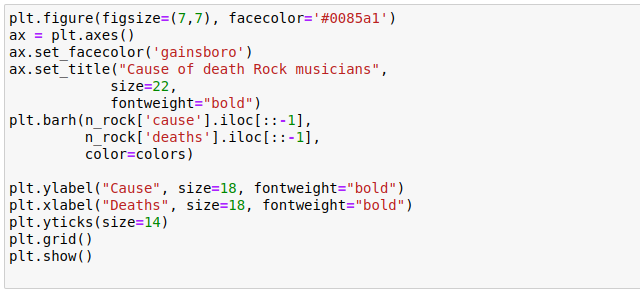 plt.figure(figsize=(7,7), facecolor='#0085a1')
ax = plt.axes()
ax.set_facecolor('gainsboro')
ax.set_title("Cause of death Rock musicians",
            size=22,
            fontweight="bold")
plt.barh(n_rock['cause'].iloc[::-1],
         n_rock['deaths'].iloc[::-1],
         color=colors)

plt.ylabel("Cause", size=18, fontweight="bold")
plt.xlabel("Deaths", size=18, fontweight="bold")
plt.yticks(size=14)
plt.grid()
plt.show()